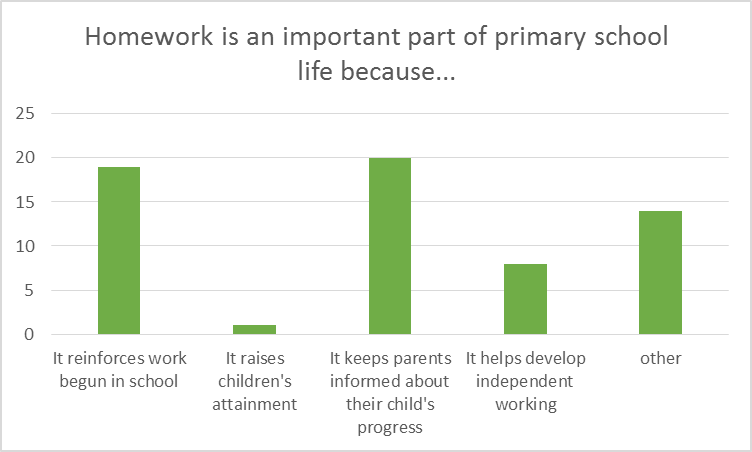 Homework is an important part of primary school
life because...
25
20
15
10
5
0
It reinforces work
begun in school
It raises
children's
attainment
It keeps parents
informed about
their child's
progress
It helps develop
independent
working
other